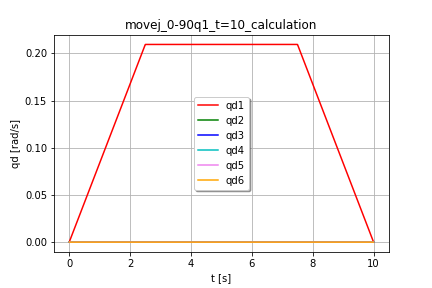 movej_0-90q1_t=10_calculation
0.20
0.15
0.10
0.05
0.00
qd [rad/s]
qd1
qd2
qd3
qd4
qd5
qd6
0 2 4 6 8 10
t [s]